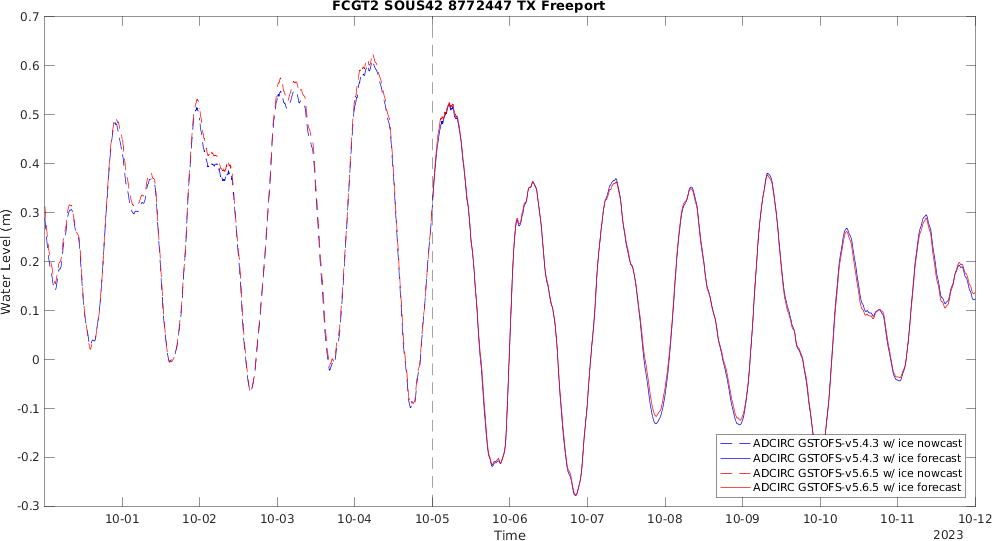 FCGT2 SOUS42 8772447 TX Freeport
0.7
0.6
0.5
0.4
0.3
0.2
0.1
0
-0.1
-0.2
-0.3
Water Level (m)
ADCIRC GSTOFS-v5.4.3 w/ ice nowcast
ADCIRC GSTOFS-v5.4.3 w/ ice forecast
ADCIRC GSTOFS-v5.6.5 w/ ice nowcast
ADCIRC GSTOFS-v5.6.5 w/ ice forecast
10-01 10-02 10-03 10-04 10-05 10-06 10-07 10-08 10-09 10-10 10-11 10-12
Time
2023